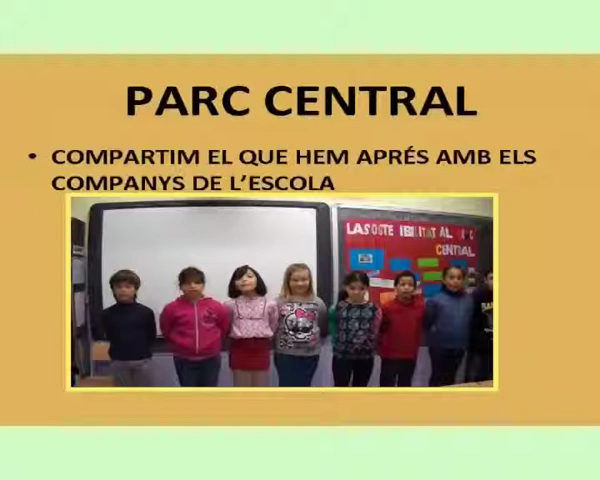 PARC CENTRAL
• COMPARTIM EL QUE HEM APRÉS AMB ELS
COMPANYS DE L'ESCOLA
CENTRAL